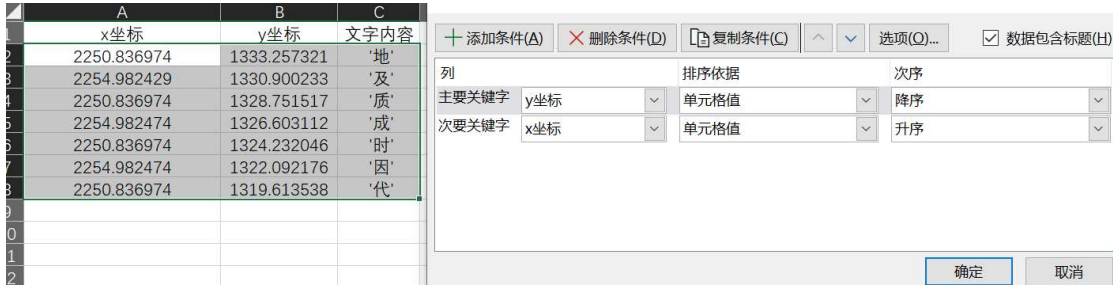 A B C
1 x坐标 y坐标 文字内容
2 2250.836974 1333.257321 '地'
3 2254.982429 1330.900233 '及'
4 2250.836974 1328.751517 '质'
5 2254.982474 1326.603112 '成'
6 2250.836974 1324.232046 '时'
7 2254.982474 1322.092176 '因'
8 2250.836974 1319.613538 '代'
9
0
1
2
添加条件(A) 删除条件(D) 复制条件(C) 选项(O)... 数据包含标题(H)
列 排序依据 次序
主要关键字 y坐标 单元格值 降序
次要关键字 x坐标 单元格值 升序
确定 取消